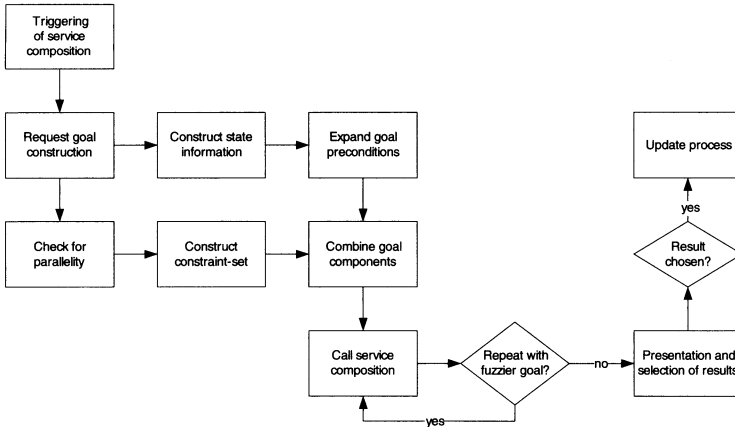 Triggering
of service
composition
Request goal
construction
Construct state
information
Expand goal
preconditions
Update process
yes
Check for
parallelity
Construct
constraint-set
Combine goal
components
Result
chosen?
Call service
composition
Repeat with
fuzzier goal?
no
Presentation and
selection of results
yes